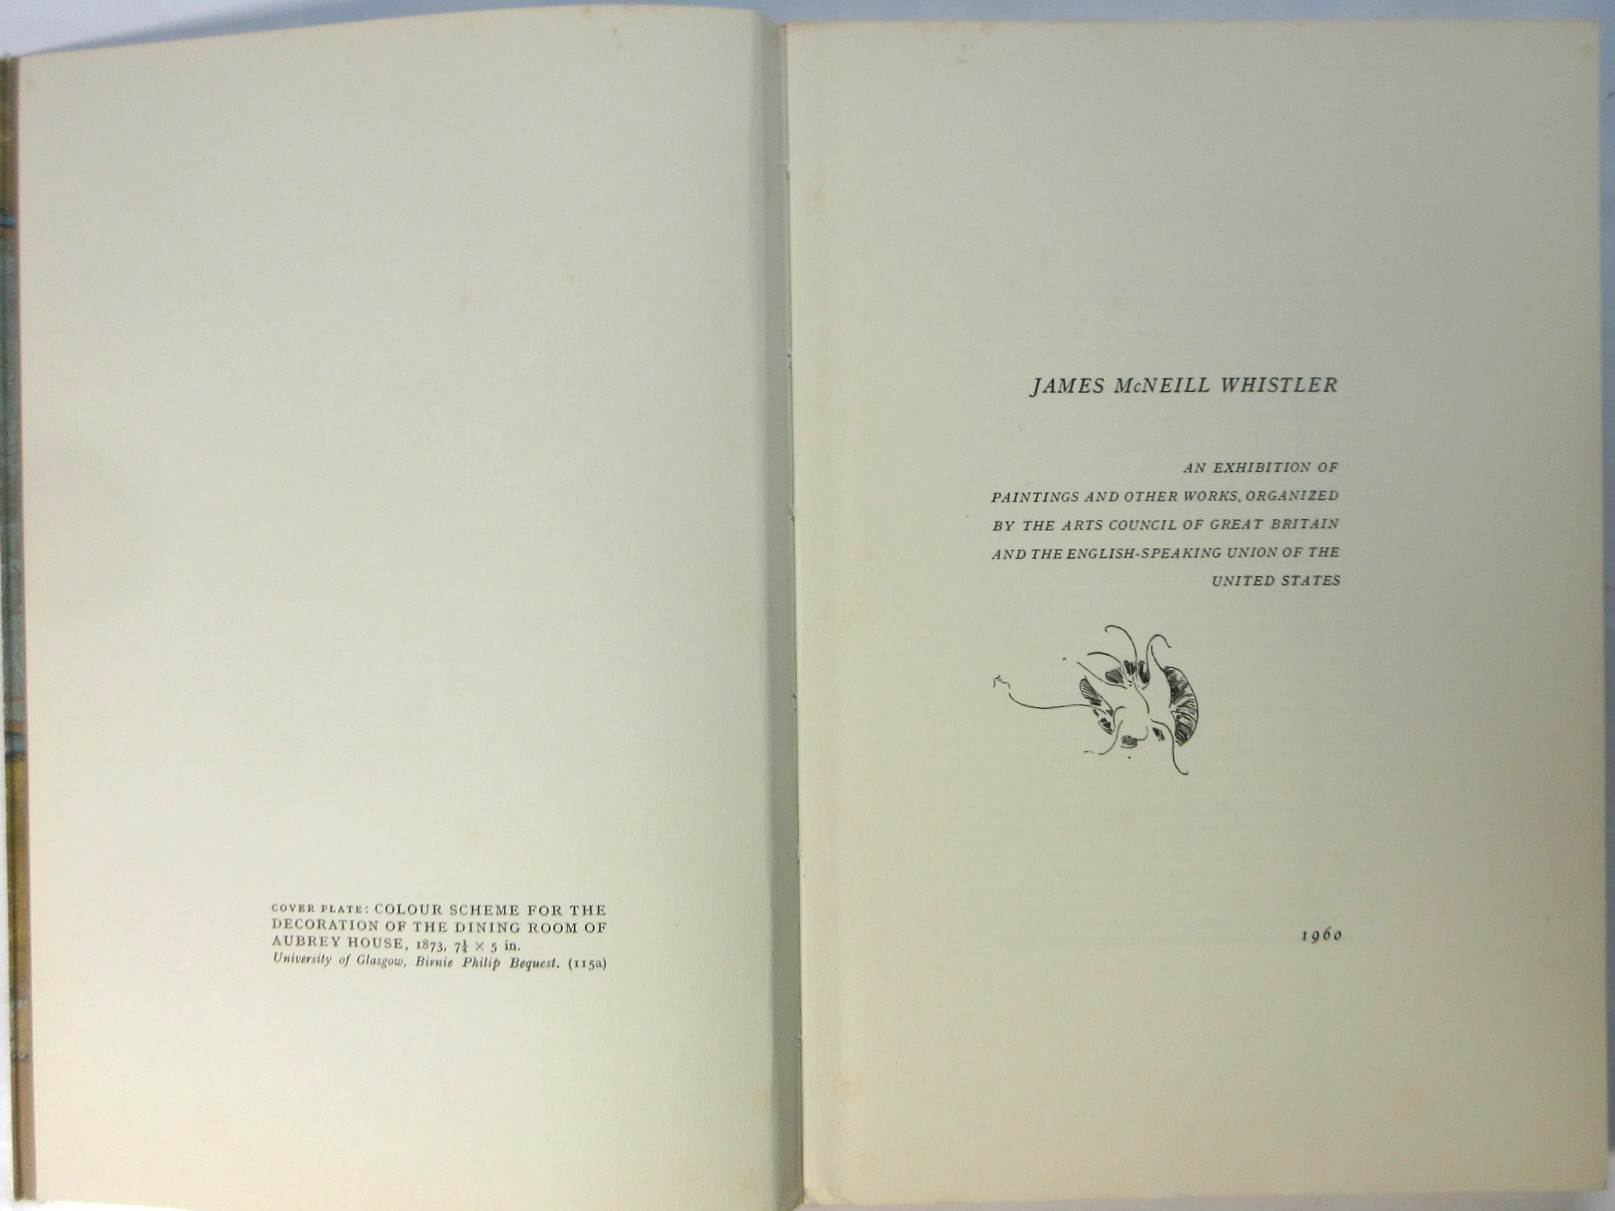 COVER PLATE: COLOUR SCHEME FOR THE
DECORATION OF THE DINING ROOM OF
AUBREY HOUSE, 1873, 7¼ × 5 in.
University of Glasgow, Birnie Philip Bequest. (115a)
JAMES McNEILL WHISTLER
AN EXHIBITION OF
PAINTINGS AND OTHER WORKS, ORGANIZED
BY THE ARTS COUNCIL OF GREAT BRITAIN
AND THE ENGLISH-SPEAKING UNION OF THE
UNITED STATES
1960